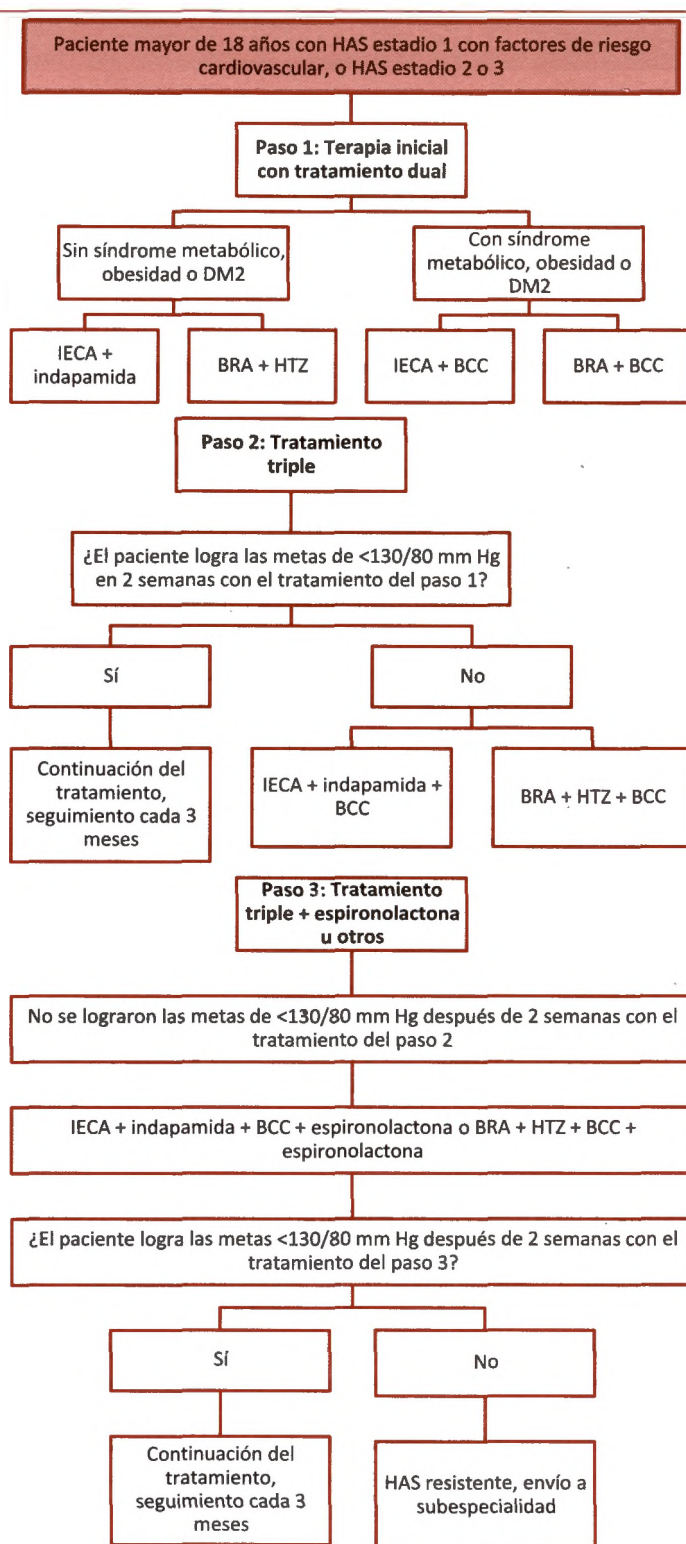 Paciente mayor de 18 años con HAS estadio 1 con factores de riesgo
cardiovascular, o HAS estadio 2 o 3
Paso 1: Terapia inicial
con tratamiento dual
Sin síndrome metabólico,
obesidad o DM2
Con síndrome
metabólico, obesidad o
DM2
IECA +
indapamida
BRA + HTZ
IECA + BCC
BRA + BCC
Paso 2: Tratamiento
triple
¿El paciente logra las metas de <130/80 mm Hg
en 2 semanas con el tratamiento del paso 1?
Sí
No
Continuación del
tratamiento,
seguimiento cada 3
meses
IECA + indapamida +
BCC
BRA + HTZ + BCC
Paso 3: Tratamiento
triple + espironolactona
u otros
No se lograron las metas de <130/80 mm Hg después de 2 semanas con el
tratamiento del paso 2
IECA + indapamida + BCC + espironolactona o BRA + HTZ + BCC +
espironolactona
¿El paciente logra las metas <130/80 mm Hg después de 2 semanas con el
tratamiento del paso 3?
Sí
No
Continuación del
tratamiento,
seguimiento cada 3
meses
HAS resistente, envío a
subespecialidad